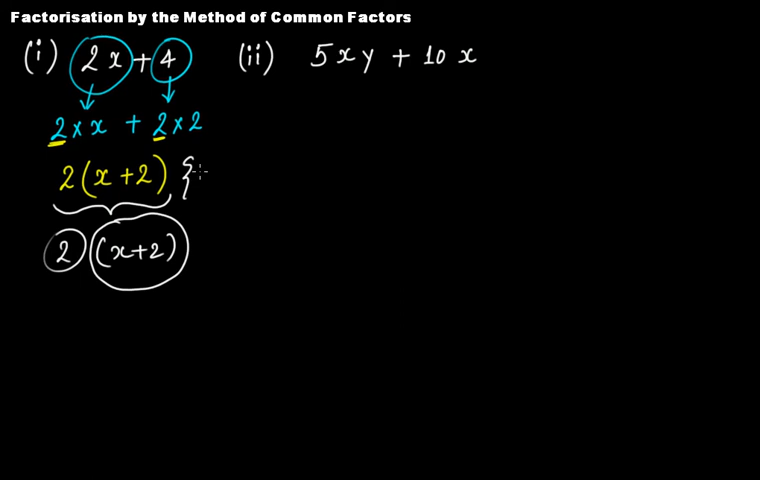 Factorisation by the Method of Common Factors
(i) 2x + 4 (ii) 5xy + 10x
2 × x + 2 × 2
2(x+2) {
2 (x+2)